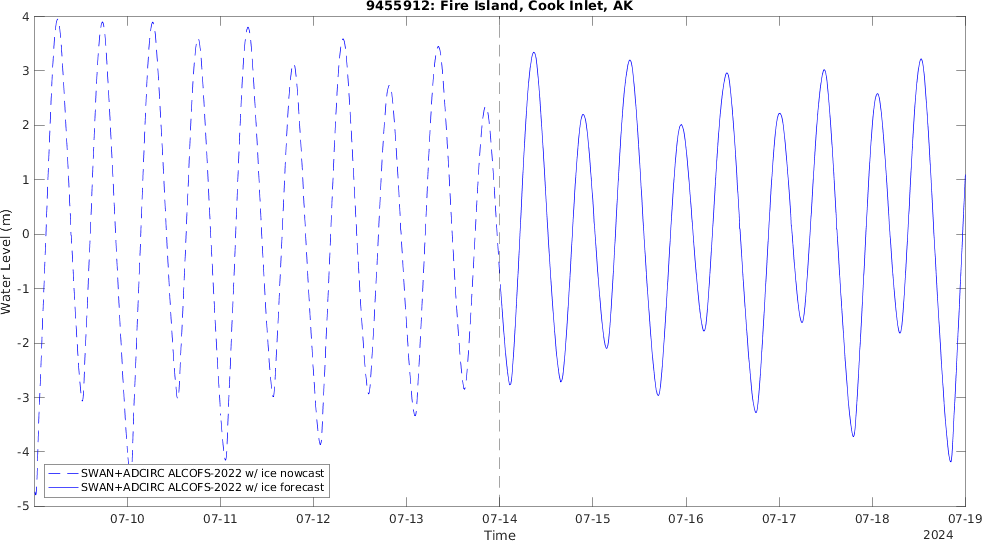 9455912: Fire Island, Cook Inlet, AK
Water Level (m)
4
3
2
1
0
-1
-2
-3
-4
-5
SWAN+ADCIRC ALCOFS-2022 w/ ice nowcast
SWAN+ADCIRC ALCOFS-2022 w/ ice forecast
07-10 07-11 07-12 07-13 07-14 07-15 07-16 07-17 07-18 07-19
Time
2024